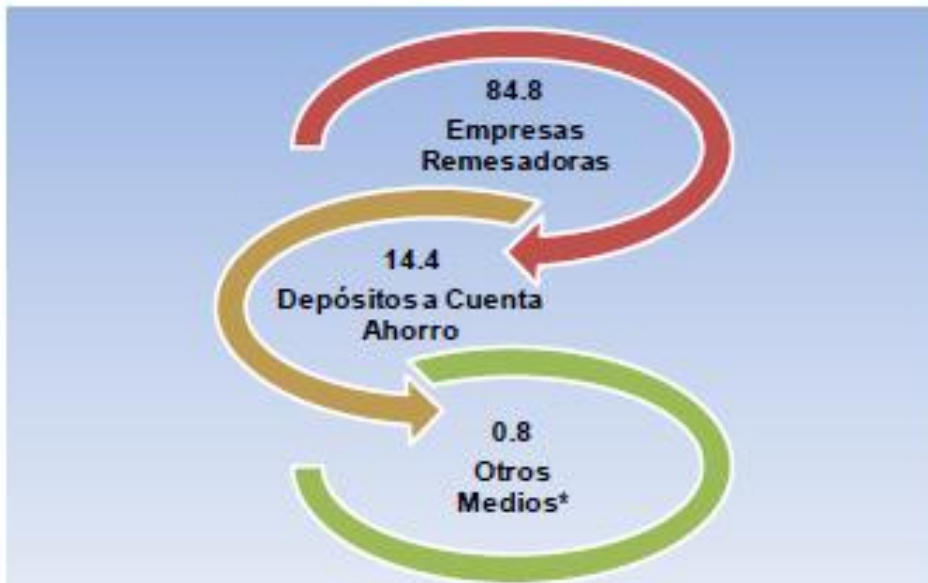 84.8
Empresas
Remesadoras
14.4
Depósitos a Cuenta
Ahorro
0.8
Otros
Medios*